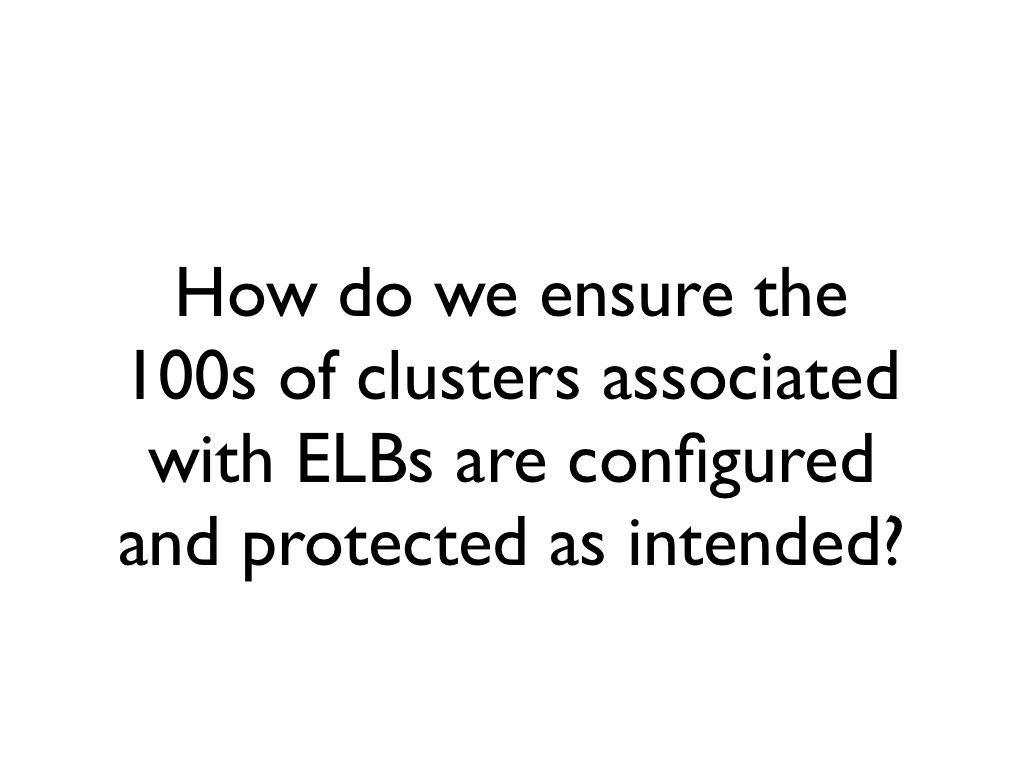 How do we ensure the
100s of clusters associated
with ELBs are configured
and protected as intended?